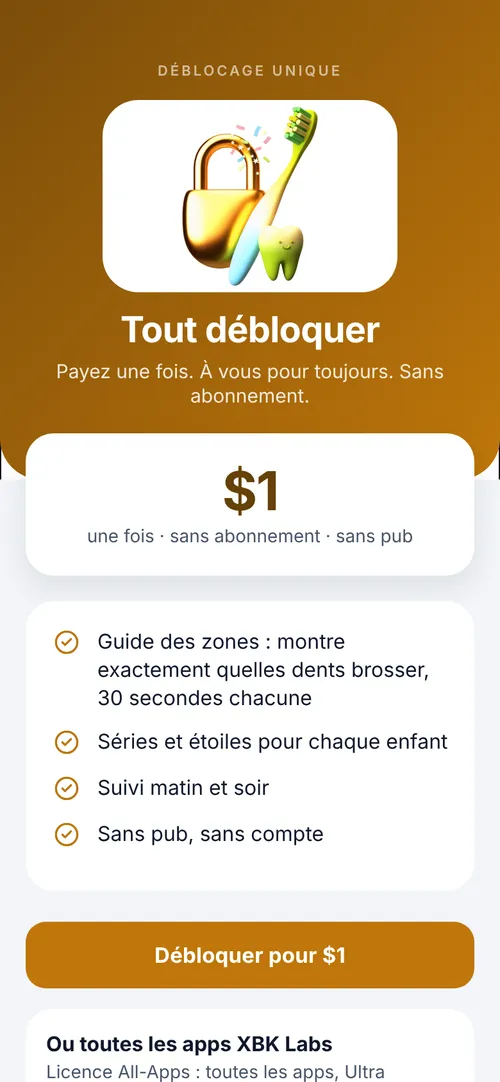 DÉBLOCAGE UNIQUE
Tout débloquer
Payez une fois. À vous pour toujours. Sans
abonnement.
$1
une fois · sans abonnement · sans pub
Guide des zones : montre
exactement quelles dents brosser,
30 secondes chacune
Séries et étoiles pour chaque enfant
Suivi matin et soir
Sans pub, sans compte
Débloquer pour $1
Ou toutes les apps XBK Labs
Licence All-Apps : toutes les apps, Ultra